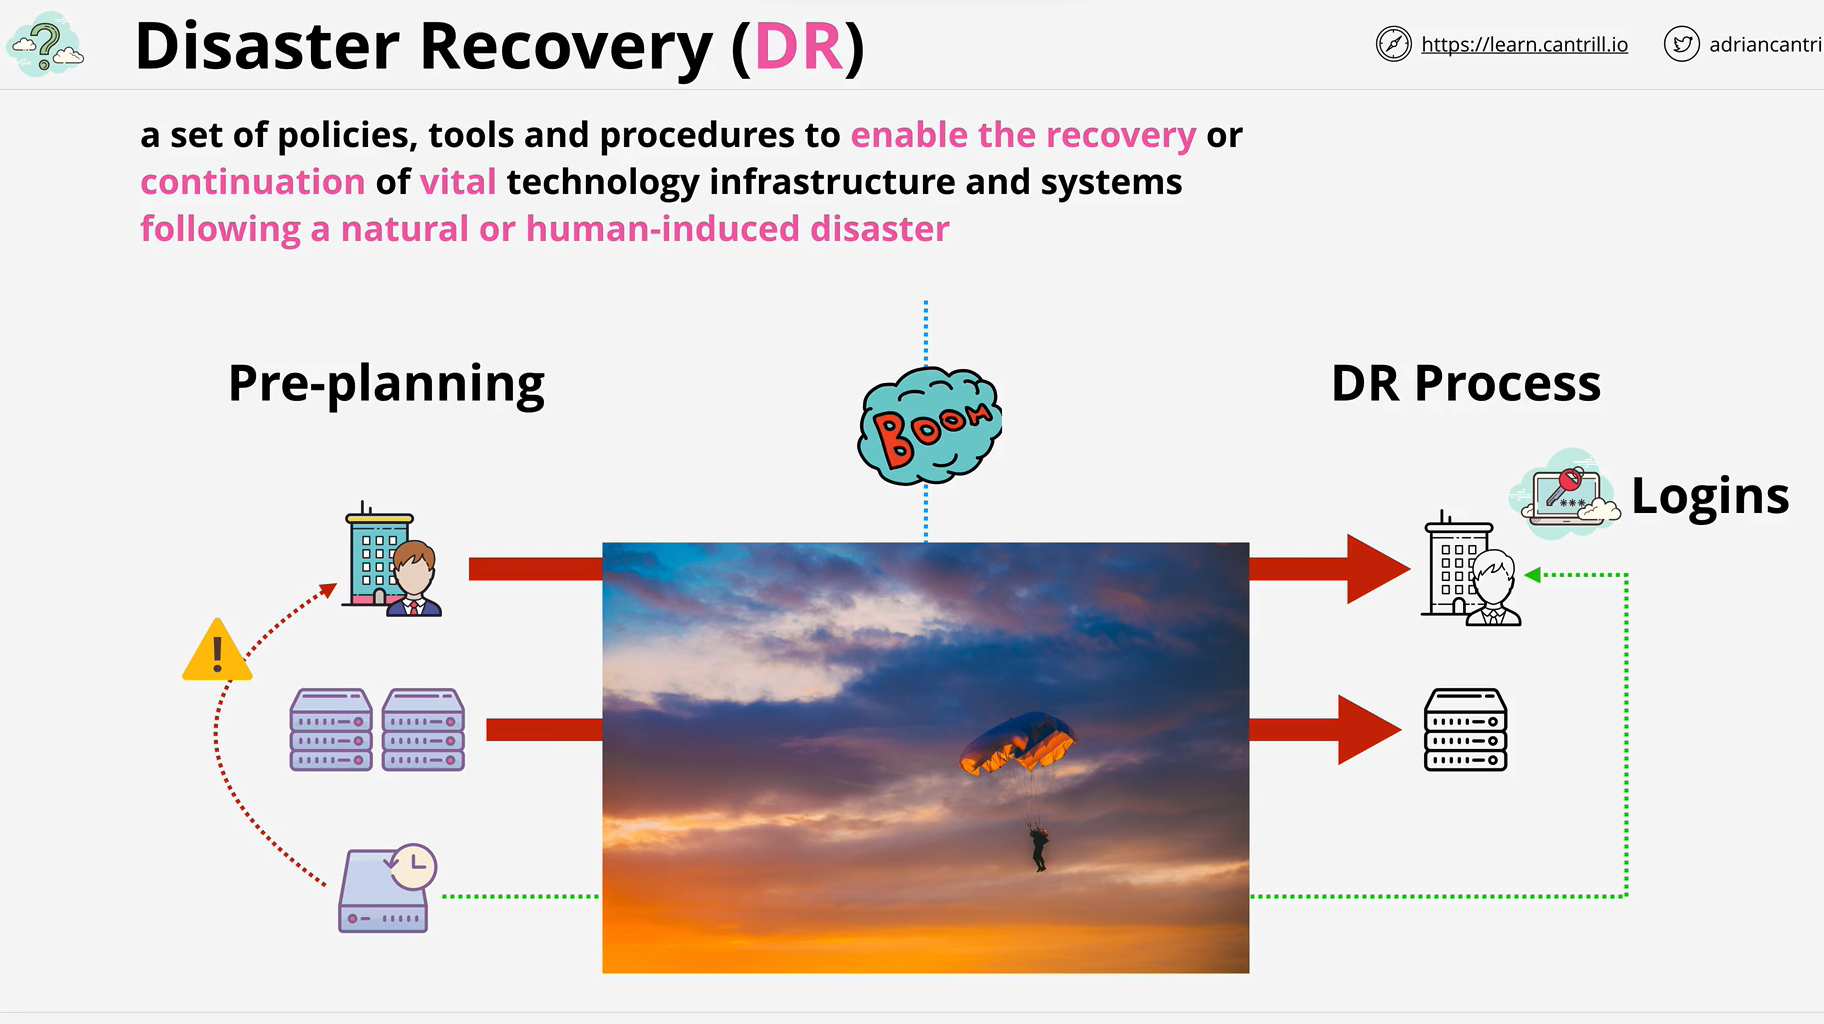 Disaster Recovery (DR)
https://learn.cantrill.io
adriancantri
a set of policies, tools and procedures to enable the recovery or
continuation of vital technology infrastructure and systems
following a natural or human-induced disaster
Pre-planning
BOOM
DR Process
Logins